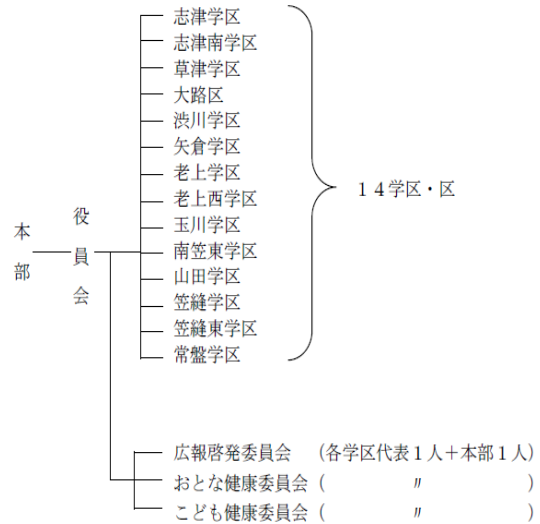 志津学区
志津南学区
草津学区
大路区
渋川学区
矢倉学区
老上学区
老上西学区
玉川学区
南笠東学区
山田学区
笠縫学区
笠縫東学区
常盤学区
１４学区・区
本部
役員会
広報啓発委員会 （各学区代表１人＋本部１人）
おとな健康委員会（ 〃 ）
こども健康委員会（ 〃 ）